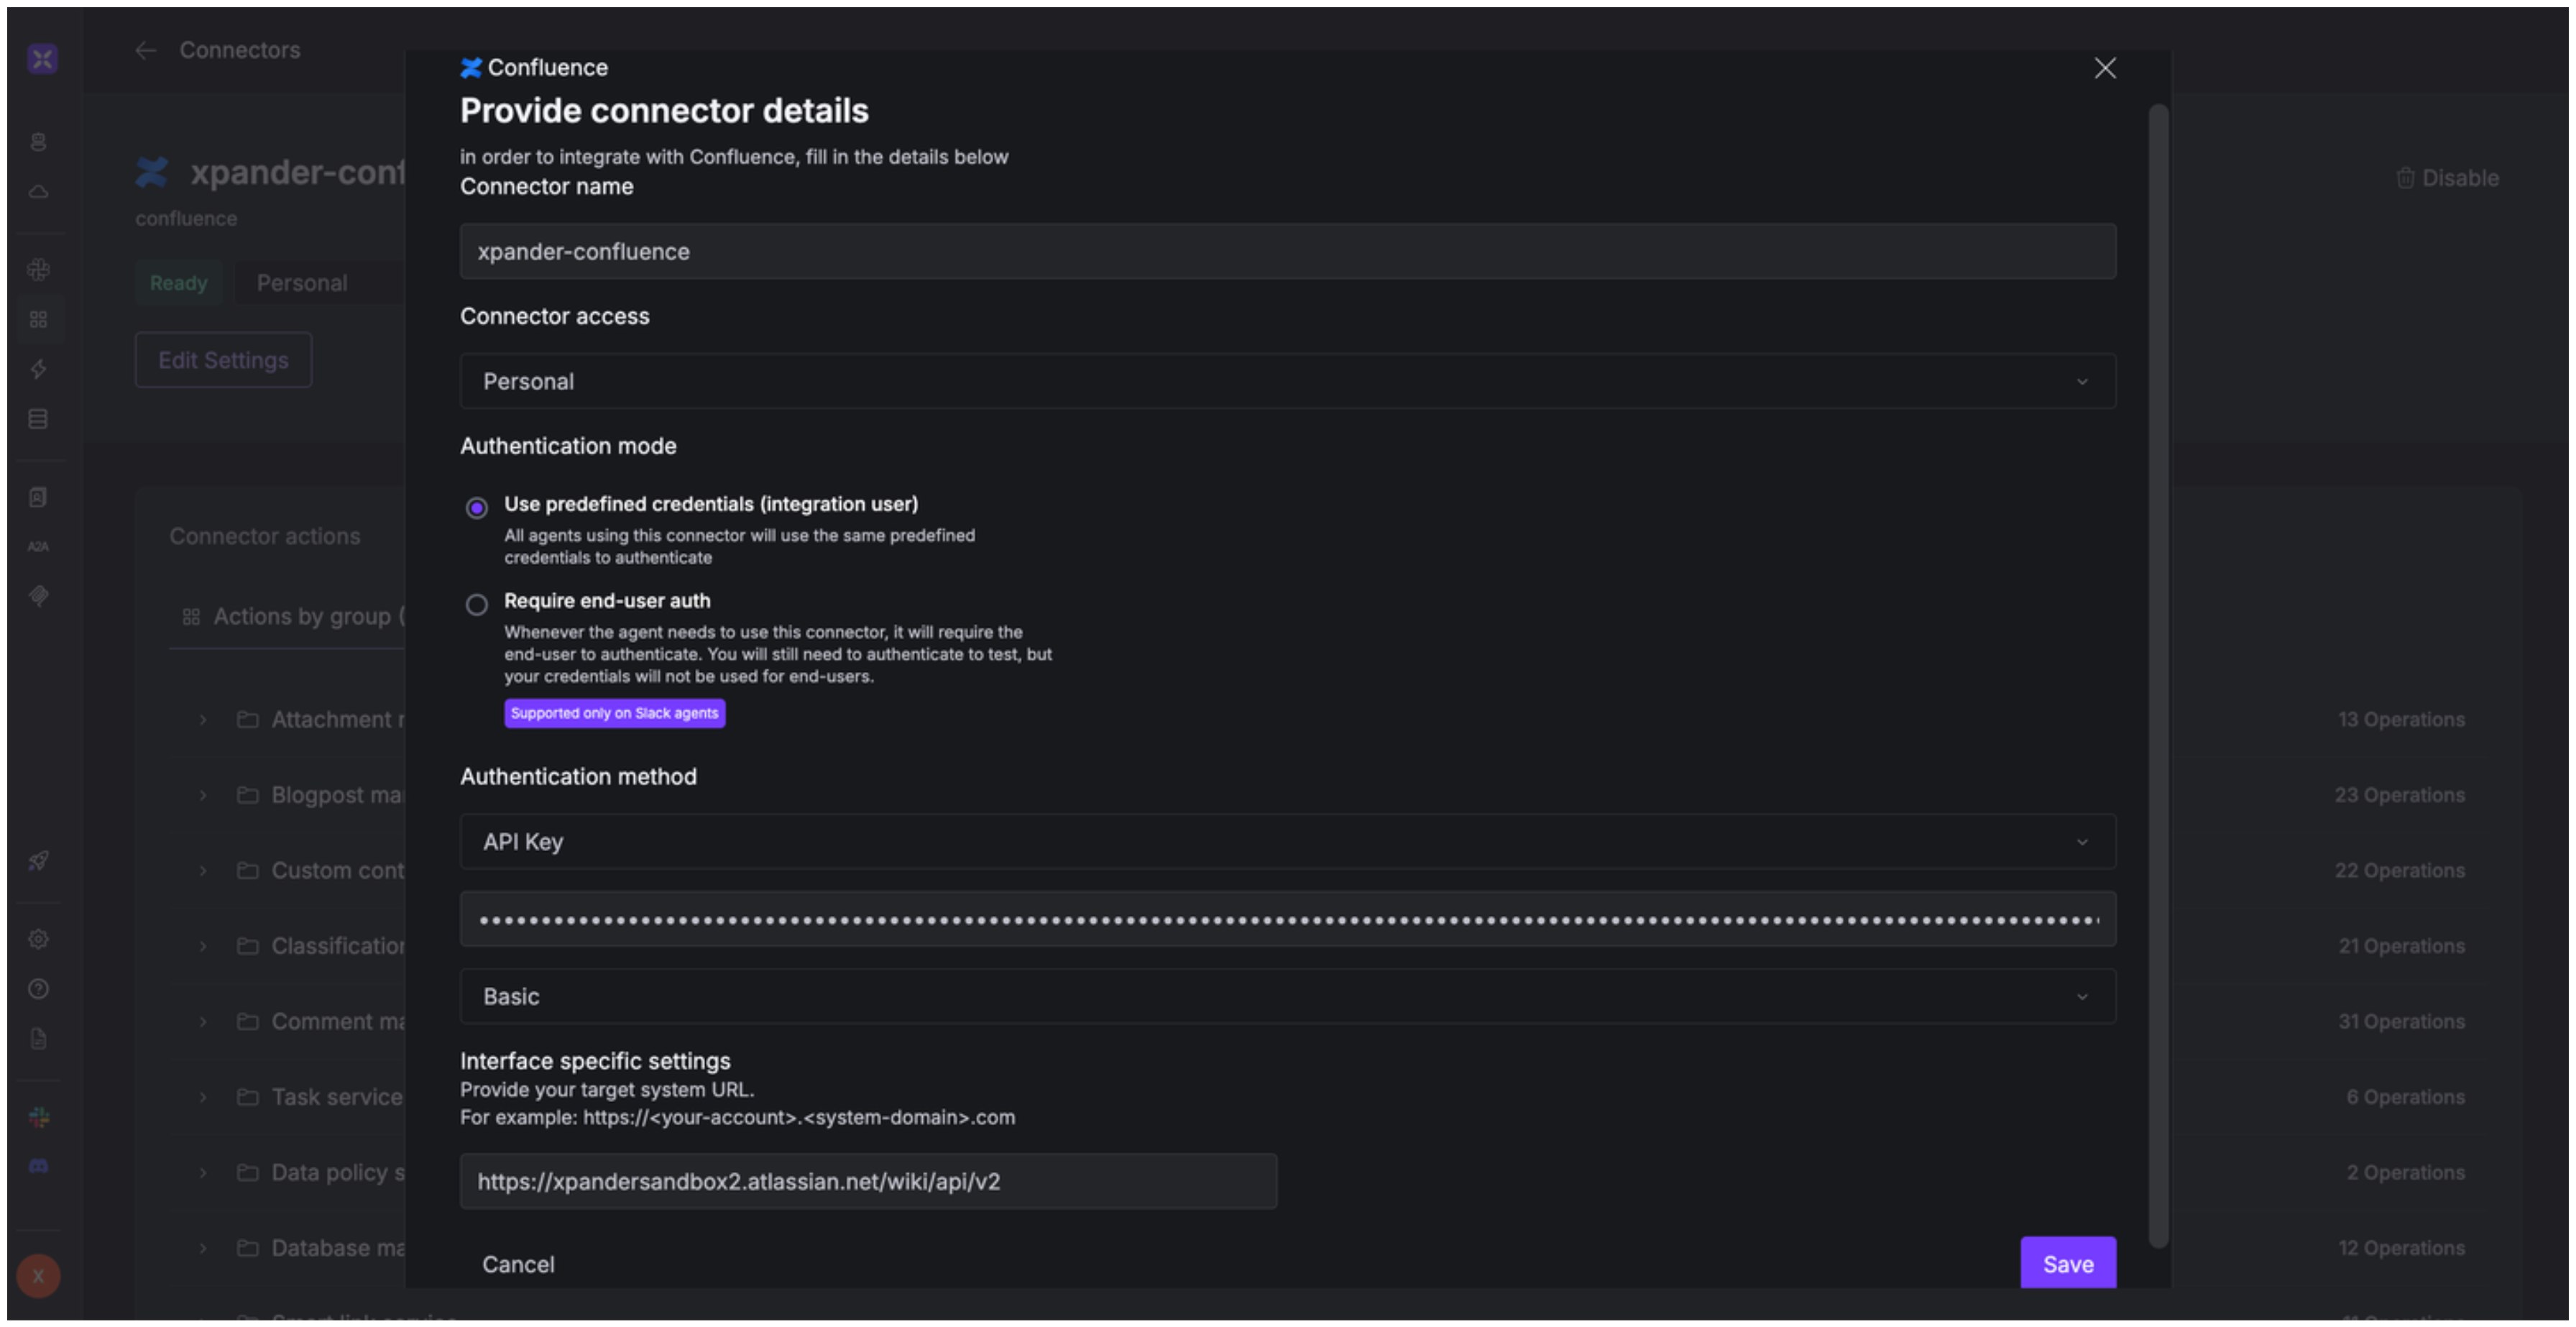 Connectors
xpander-conf
Disable
confluence
Ready
Personal
Edit Settings
Connector actions
Actions by group (
Attachment r
13 Operations
Blogpost ma
23 Operations
Custom cont
22 Operations
Classification
21 Operations
Comment ma
31 Operations
Task service
6 Operations
Data policy s
2 Operations
Database ma
12 Operations
A2A
X
Confluence
Provide connector details
in order to integrate with Confluence, fill in the details below
Connector name
xpander-confluence
Connector access
Personal
Authentication mode
Use predefined credentials (integration user)
All agents using this connector will use the same predefined
credentials to authenticate
Require end-user auth
Whenever the agent needs to use this connector, it will require the
end-user to authenticate. You will still need to authenticate to test, but
your credentials will not be used for end-users.
Supported only on Slack agents
Authentication method
API Key
Basic
Interface specific settings
Provide your target system URL.
For example: https://<your-account>.<system-domain>.com
https://xpandersandbox2.atlassian.net/wiki/api/v2
Cancel
Save